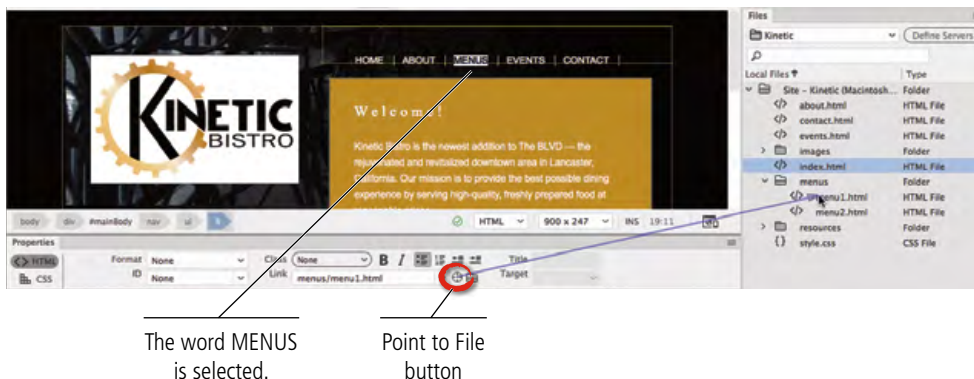 Files
Kinetic
Define Servers
Local Files
Type
Site – Kinetic (Macintosh... Folder
about.html HTML File
contact.html HTML File
events.html HTML File
images Folder
index.html HTML File
menus Folder
menu1.html HTML File
menu2.html HTML File
resources Folder
style.css CSS File
HOME | ABOUT | MENUS | EVENTS | CONTACT |
KINETIC
BISTRO
Welcome!
Kinetic Bistro is the newest addition to The BLVD — the
rejuvenated and revitalized downtown area in Lancaster,
California. Our mission is to provide the best possible dining
experience by serving high-quality, freshly prepared food at
body div #mainBody nav ul li
HTML 900 x 247 INS 19:11
Properties
HTML Format None Class None B I Title
CSS ID None Link menus/menu1.html Target
The word MENUS
is selected.
Point to File
button